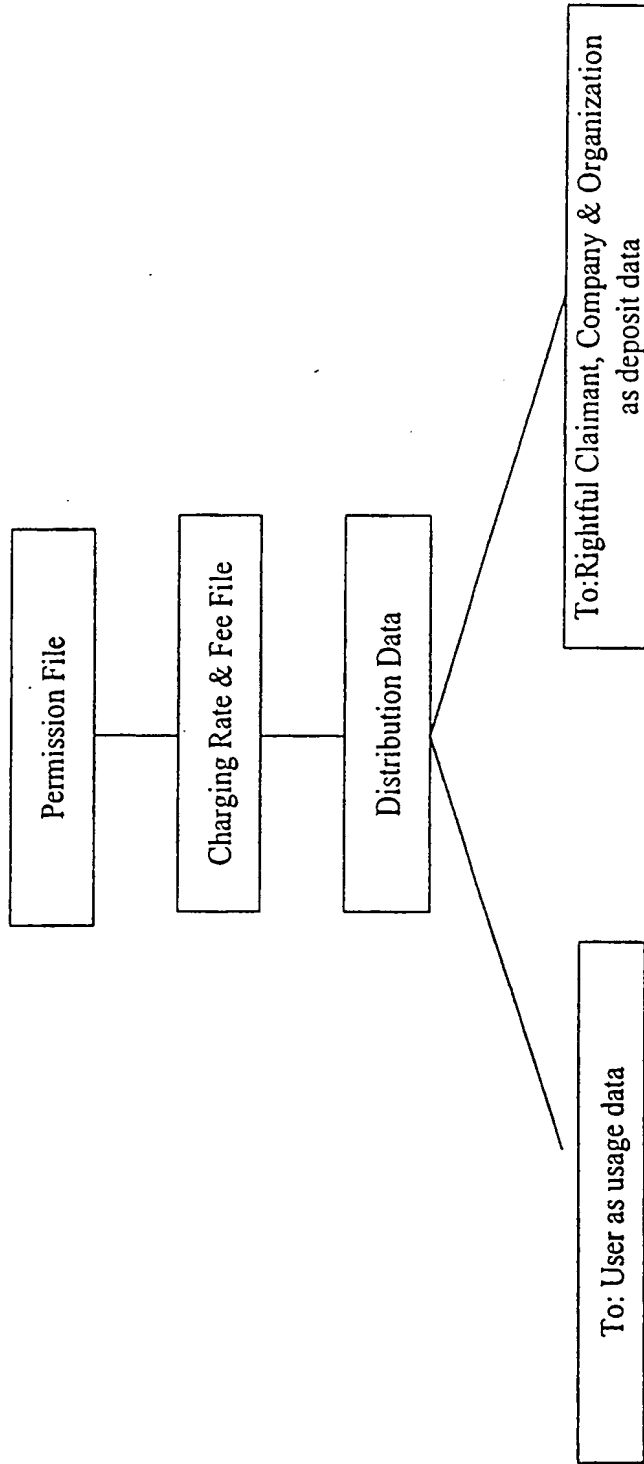 Permission File
Charging Rate & Fee File
Distribution Data
To: User as usage data
To:Rightful Claimant, Company & Organization
as deposit data